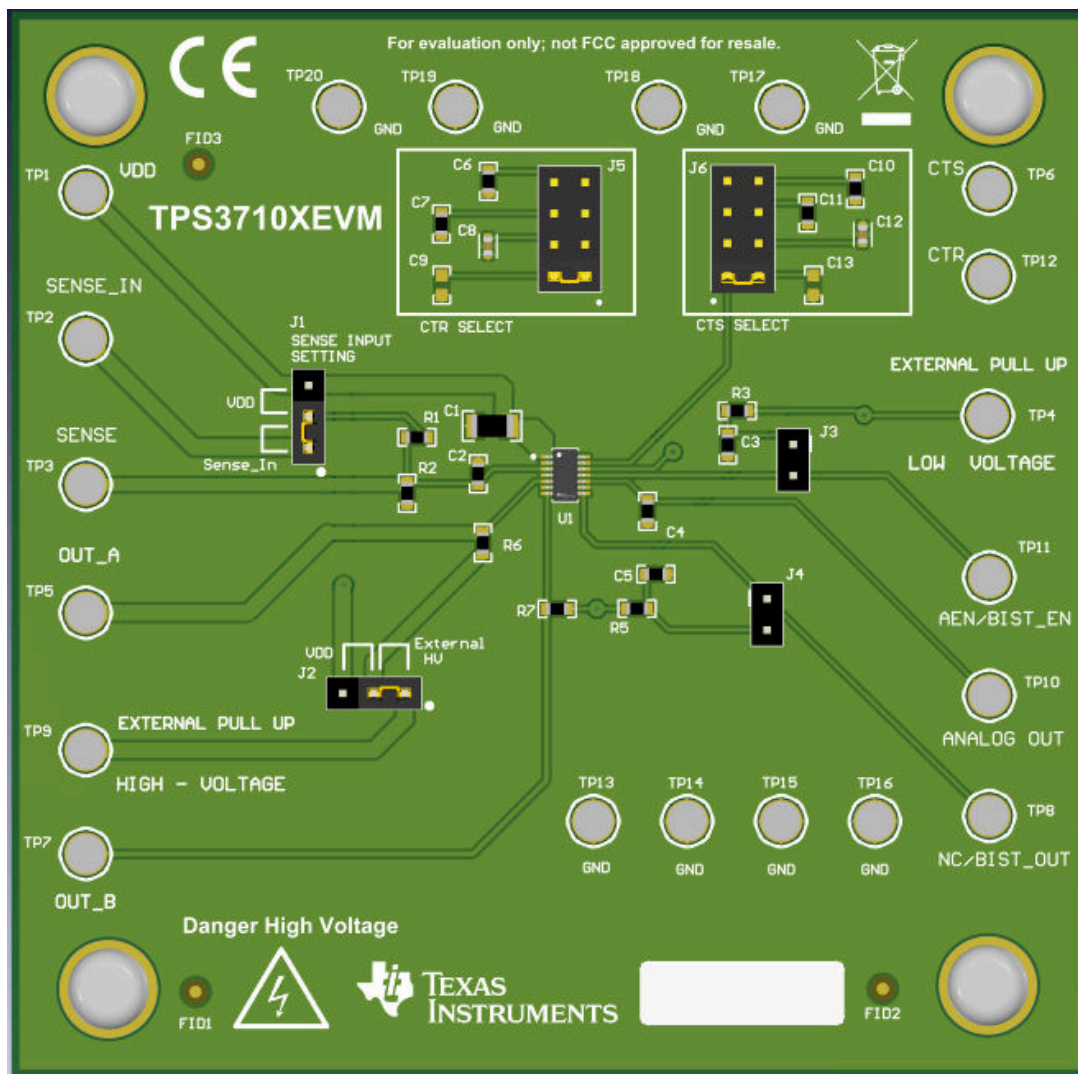 For evaluation only; not FCC approved for resale.
CE
TP20
GND
TP19
GND
TP18
GND
TP17
GND
FID3
TP1
VDD
TPS3710XEVM
C6
C7
C8
C9
J5
CTR SELECT
J6
C10
C11
C12
C13
CTS SELECT
CTS
TP6
CTR
TP12
SENSE_IN
TP2
J1
SENSE INPUT
SETTING
VDD
Sense_In
EXTERNAL PULL UP
TP4
LOW VOLTAGE
SENSE
TP3
R1
R2
C1
C2
U1
R3
C3
J3
C4
OUT_A
TP5
R6
C5
R7
R5
J4
TP11
AEN/BIST_EN
VDD
External
HV
J2
TP10
ANALOG OUT
TP9
EXTERNAL PULL UP
HIGH - VOLTAGE
TP13
GND
TP14
GND
TP15
GND
TP16
GND
TP8
NC/BIST_OUT
TP7
OUT_B
Danger High Voltage
FID1
ti
TEXAS
INSTRUMENTS
FID2